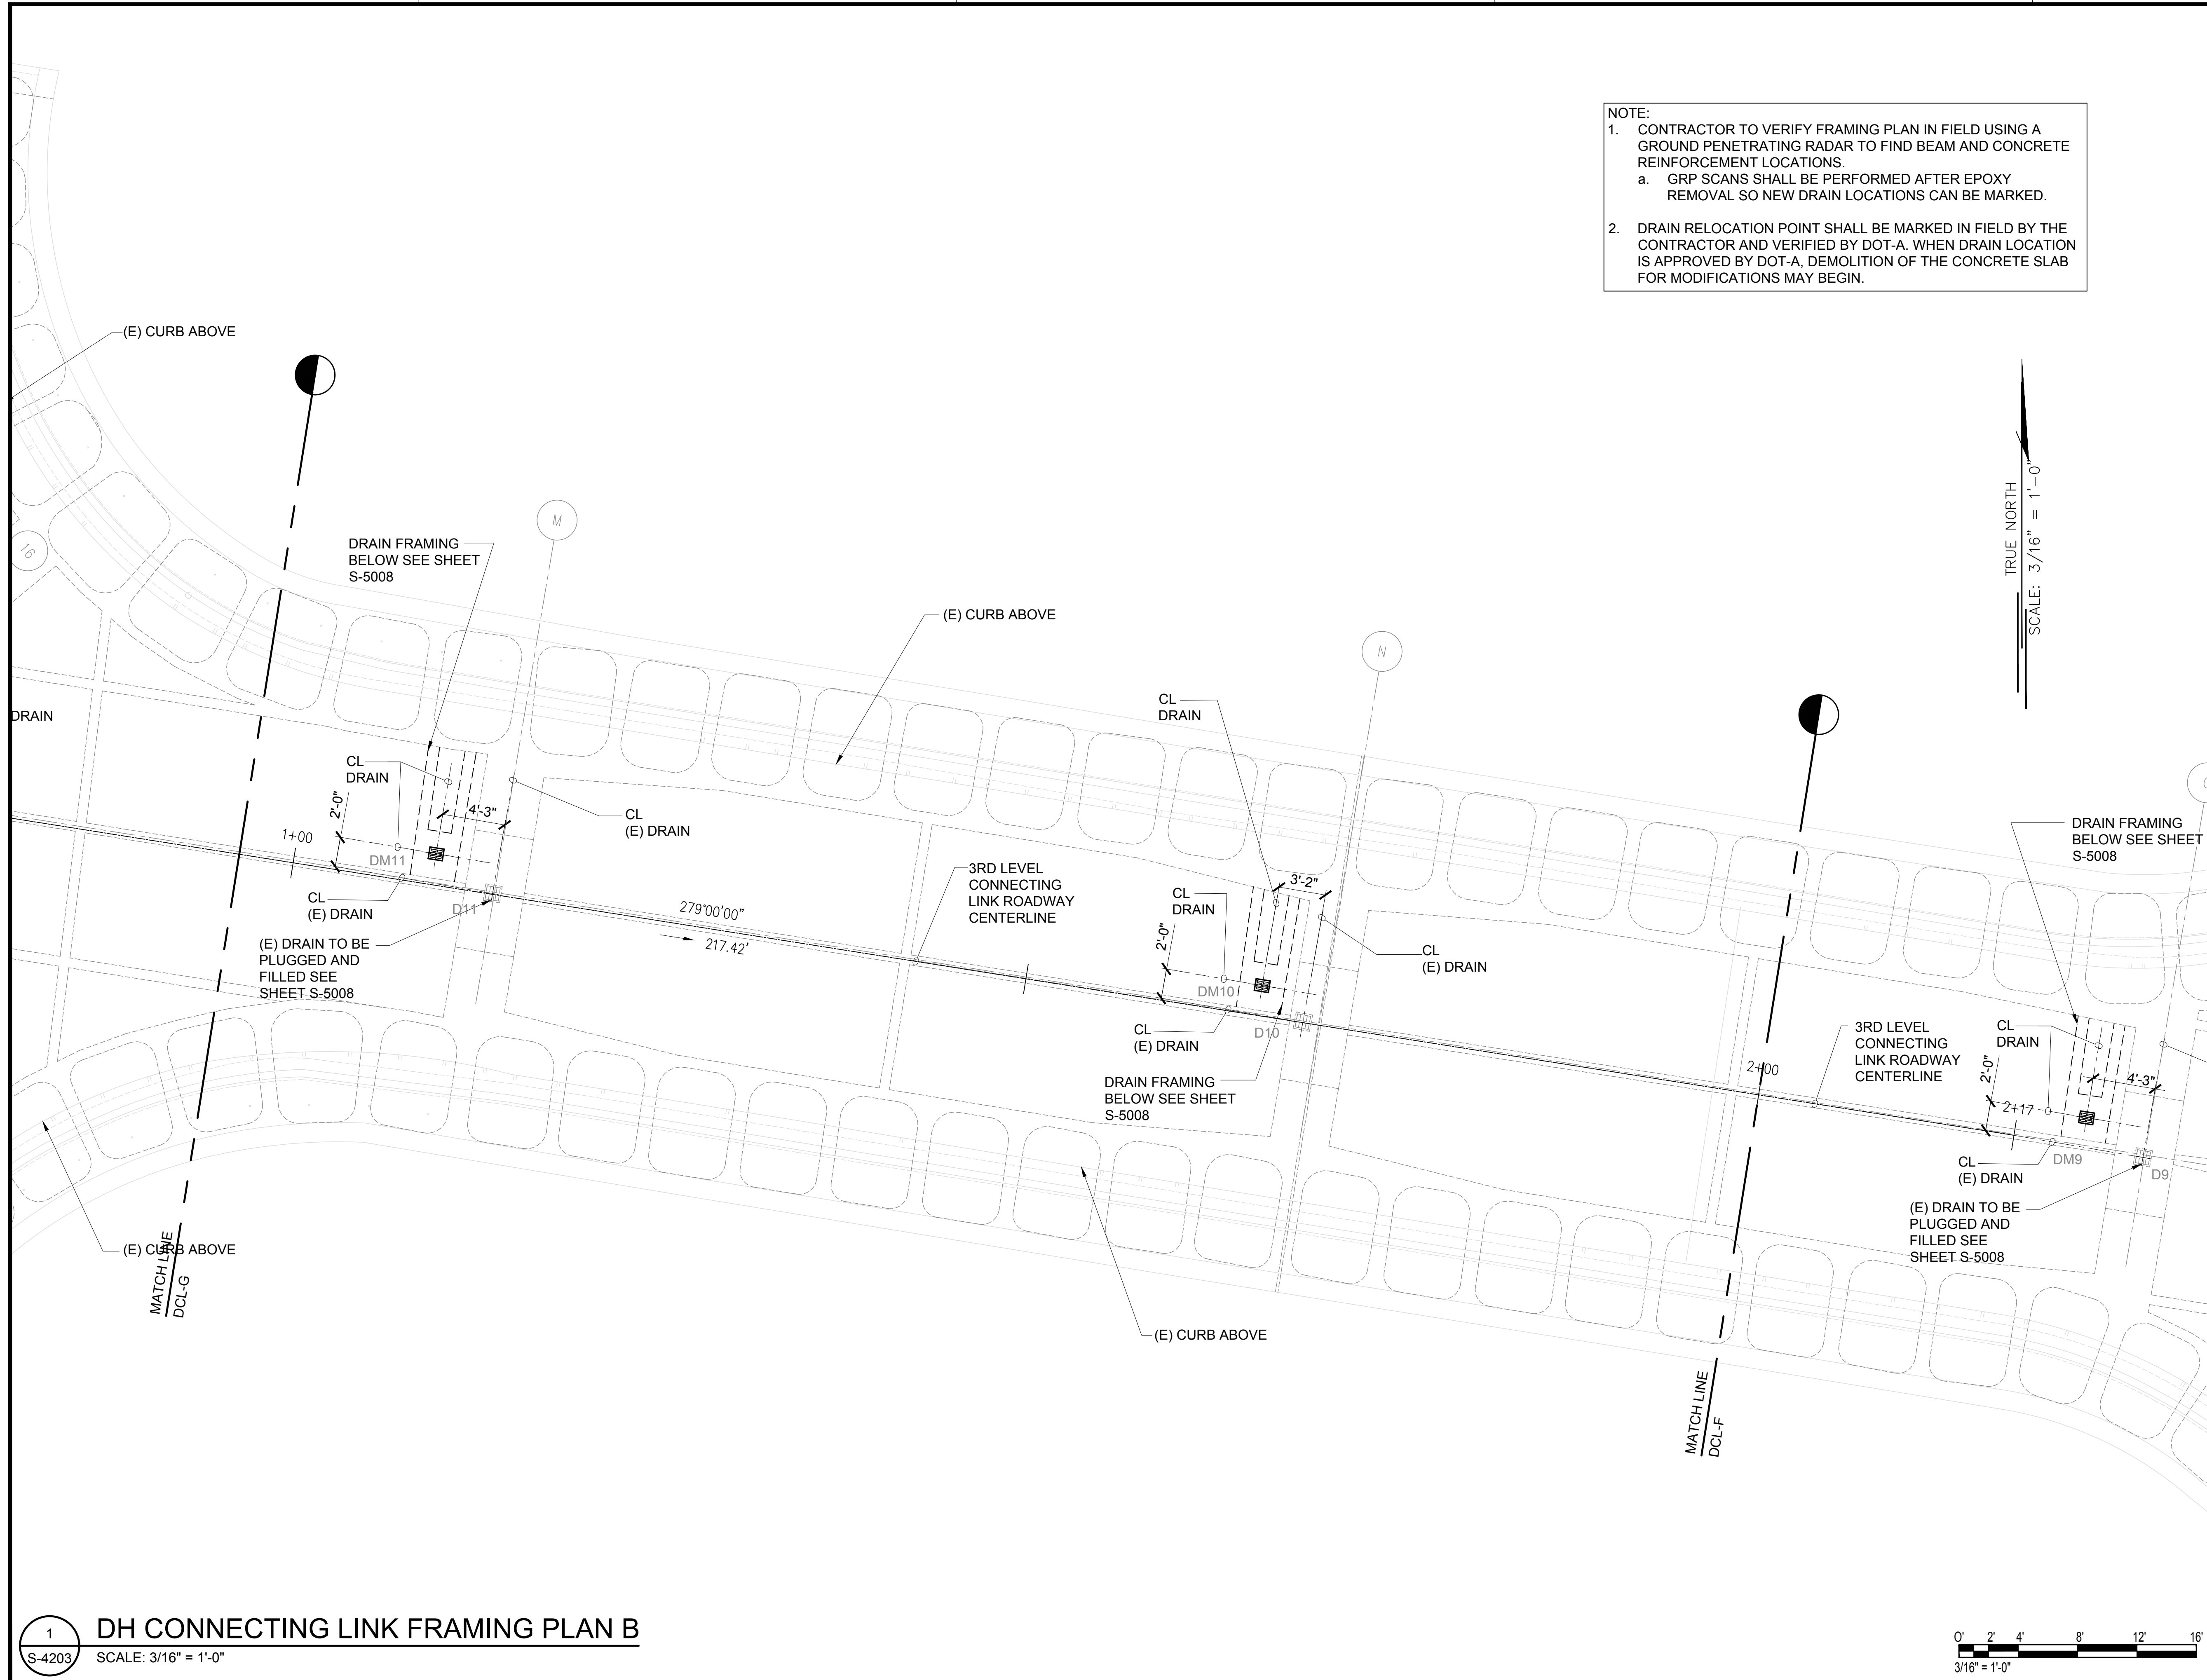 NOTE:
1. CONTRACTOR TO VERIFY FRAMING PLAN IN FIELD USING A
GROUND PENETRATING RADAR TO FIND BEAM AND CONCRETE
REINFORCEMENT LOCATIONS.
a. GRP SCANS SHALL BE PERFORMED AFTER EPOXY
REMOVAL SO NEW DRAIN LOCATIONS CAN BE MARKED.
2. DRAIN RELOCATION POINT SHALL BE MARKED IN FIELD BY THE
CONTRACTOR AND VERIFIED BY DOT-A. WHEN DRAIN LOCATION
IS APPROVED BY DOT-A, DEMOLITION OF THE CONCRETE SLAB
FOR MODIFICATIONS MAY BEGIN.
(E) CURB ABOVE
TRUE NORTH
SCALE: 3/16" = 1'-0"
16
M
DRAIN FRAMING
BELOW SEE SHEET
S-5008
(E) CURB ABOVE
N
DRAIN
CL
DRAIN
2'-0"
4'-3"
CL
(E) DRAIN
1+00
DM11
CL
(E) DRAIN
D11
(E) DRAIN TO BE
PLUGGED AND
FILLED SEE
SHEET S-5008
279°00'00"
217.42'
3RD LEVEL
CONNECTING
LINK ROADWAY
CENTERLINE
CL
DRAIN
3'-2"
CL
DRAIN
2'-0"
CL
(E) DRAIN
DM10
CL
(E) DRAIN
D10
DRAIN FRAMING
BELOW SEE SHEET
S-5008
DRAIN FRAMING
BELOW SEE SHEET
S-5008
2+00
3RD LEVEL
CONNECTING
LINK ROADWAY
CENTERLINE
CL
DRAIN
2'-0"
4'-3"
2+17
CL
(E) DRAIN
DM9
D9
(E) DRAIN TO BE
PLUGGED AND
FILLED SEE
SHEET S-5008
(E) CURB ABOVE
MATCH LINE
DCL-G
(E) CURB ABOVE
MATCH LINE
DCL-F
1
S-4203
DH CONNECTING LINK FRAMING PLAN B
SCALE: 3/16" = 1'-0"
0' 2' 4' 8' 12' 16'
3/16" = 1'-0"